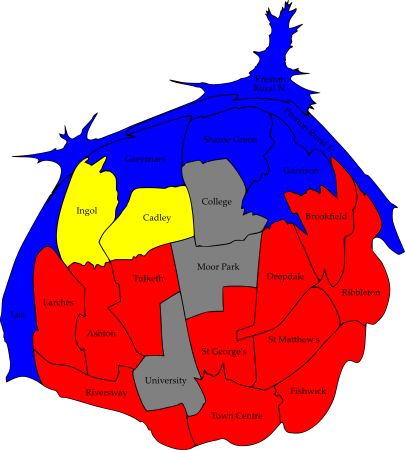 Preston
Rural N.
Preston Rural E.
Sharoe Green
Greyfriars
Garrison
College
Ingol
Cadley
Brookfield
Moor Park
Tulketh
Deepdale
Ribbleton
Larches
Lea
Ashton
St George's
St Matthew's
University
Riversway
Fishwick
Town Centre